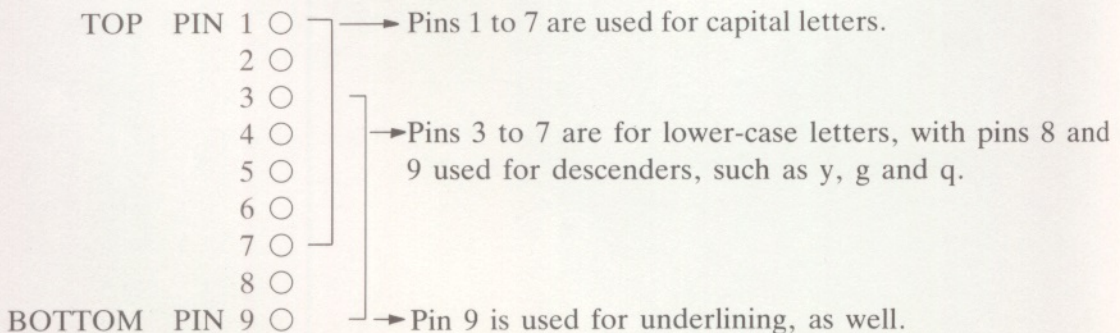 TOP PIN 1 Pins 1 to 7 are used for capital letters.
2
3
4 Pins 3 to 7 are for lower-case letters, with pins 8 and
5 9 used for descenders, such as y, g and q.
6
7
8
BOTTOM PIN 9 Pin 9 is used for underlining, as well.